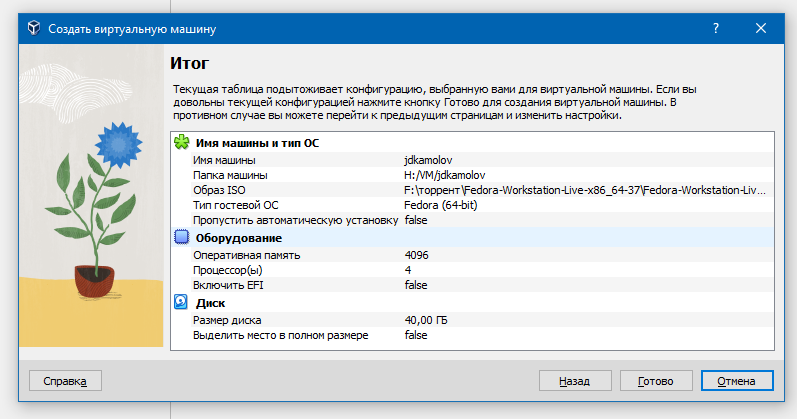 Создать виртуальную машину
Итог
Текущая таблица подытоживает конфигурацию, выбранную вами для виртуальной машины. Если вы
довольны текущей конфигурацией нажмите кнопку Готово для создания виртуальной машины. В
противном случае вы можете перейти к предыдущим страницам и изменить настройки.
Имя машины и тип ОС
Имя машины jdkamolov
Папка машины H:/VM/jdkamolov
Образ ISO F:\торрент\Fedora-Workstation-Live-x86_64-37\Fedora-Workstation-Liv...
Тип гостевой ОС Fedora (64-bit)
Пропустить автоматическую установку false
Оборудование
Оперативная память 4096
Процессор(ы) 4
Включить EFI false
Диск
Размер диска 40,00 ГБ
Выделить место в полном размере false
Справка Назад Готово Отмена